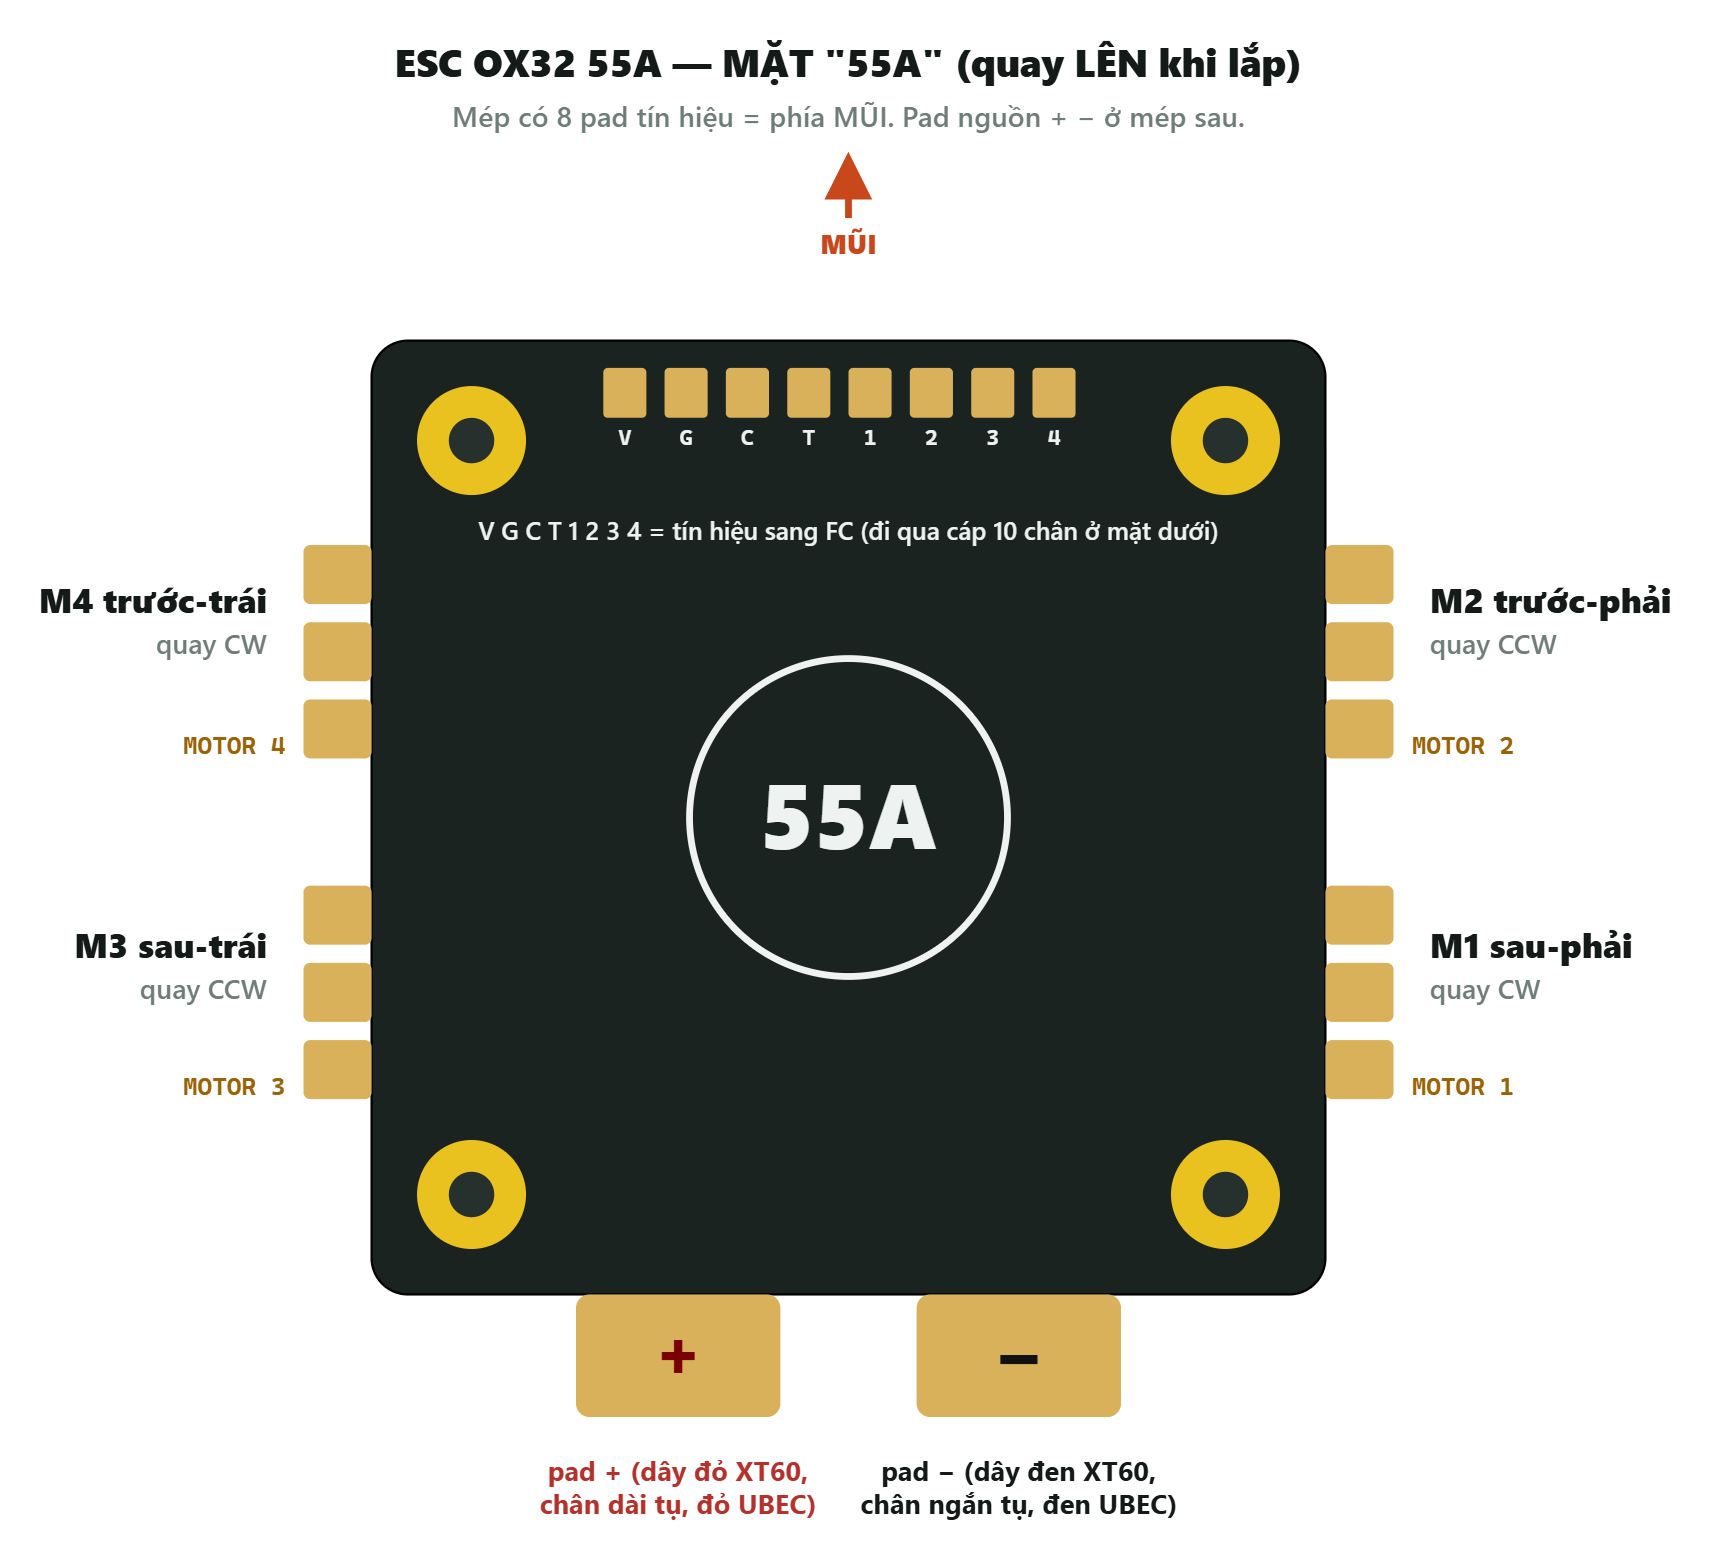 ESC OX32 55A — MẶT "55A" (quay LÊN khi lắp)
Mép có 8 pad tín hiệu = phía MŨI. Pad nguồn + − ở mép sau.
MŨI
V G C T 1 2 3 4
V G C T 1 2 3 4 = tín hiệu sang FC (đi qua cáp 10 chân ở mặt dưới)
M4 trước-trái
quay CW
MOTOR 4
M2 trước-phải
quay CCW
MOTOR 2
55A
M3 sau-trái
quay CCW
MOTOR 3
M1 sau-phải
quay CW
MOTOR 1
+
−
pad + (dây đỏ XT60,
chân dài tụ, đỏ UBEC)
pad − (dây đen XT60,
chân ngắn tụ, đen UBEC)